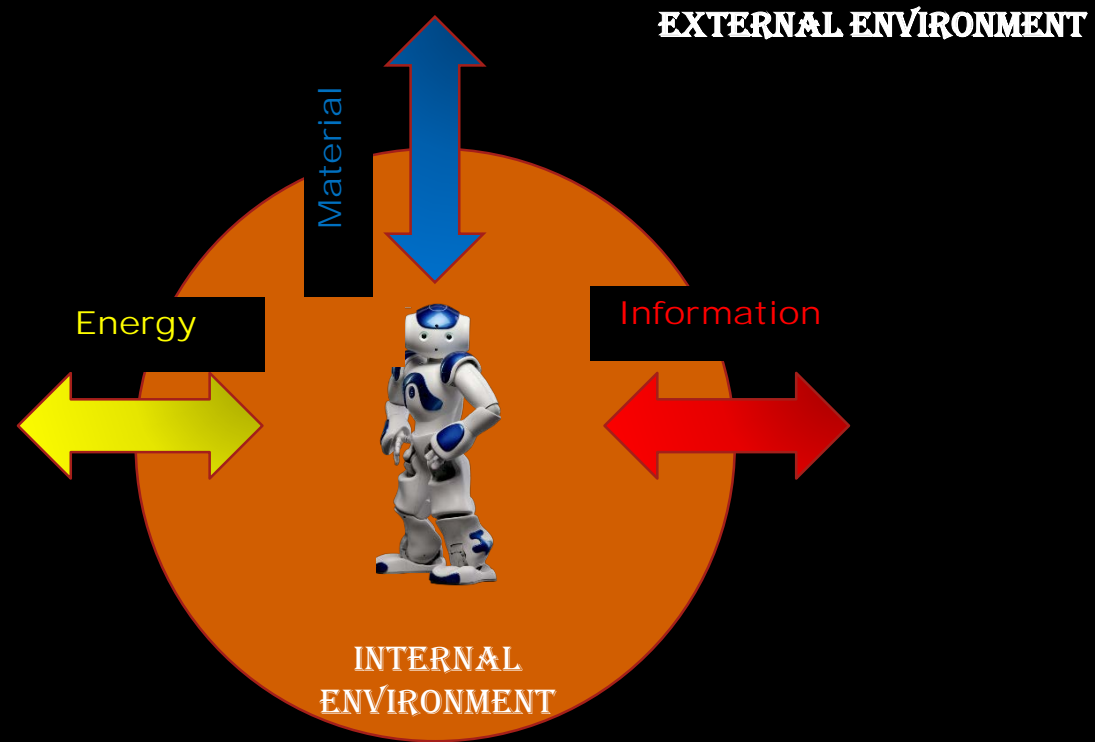 EXTERNAL ENVIRONMENT
Material
Energy
Information
INTERNAL
ENVIRONMENT